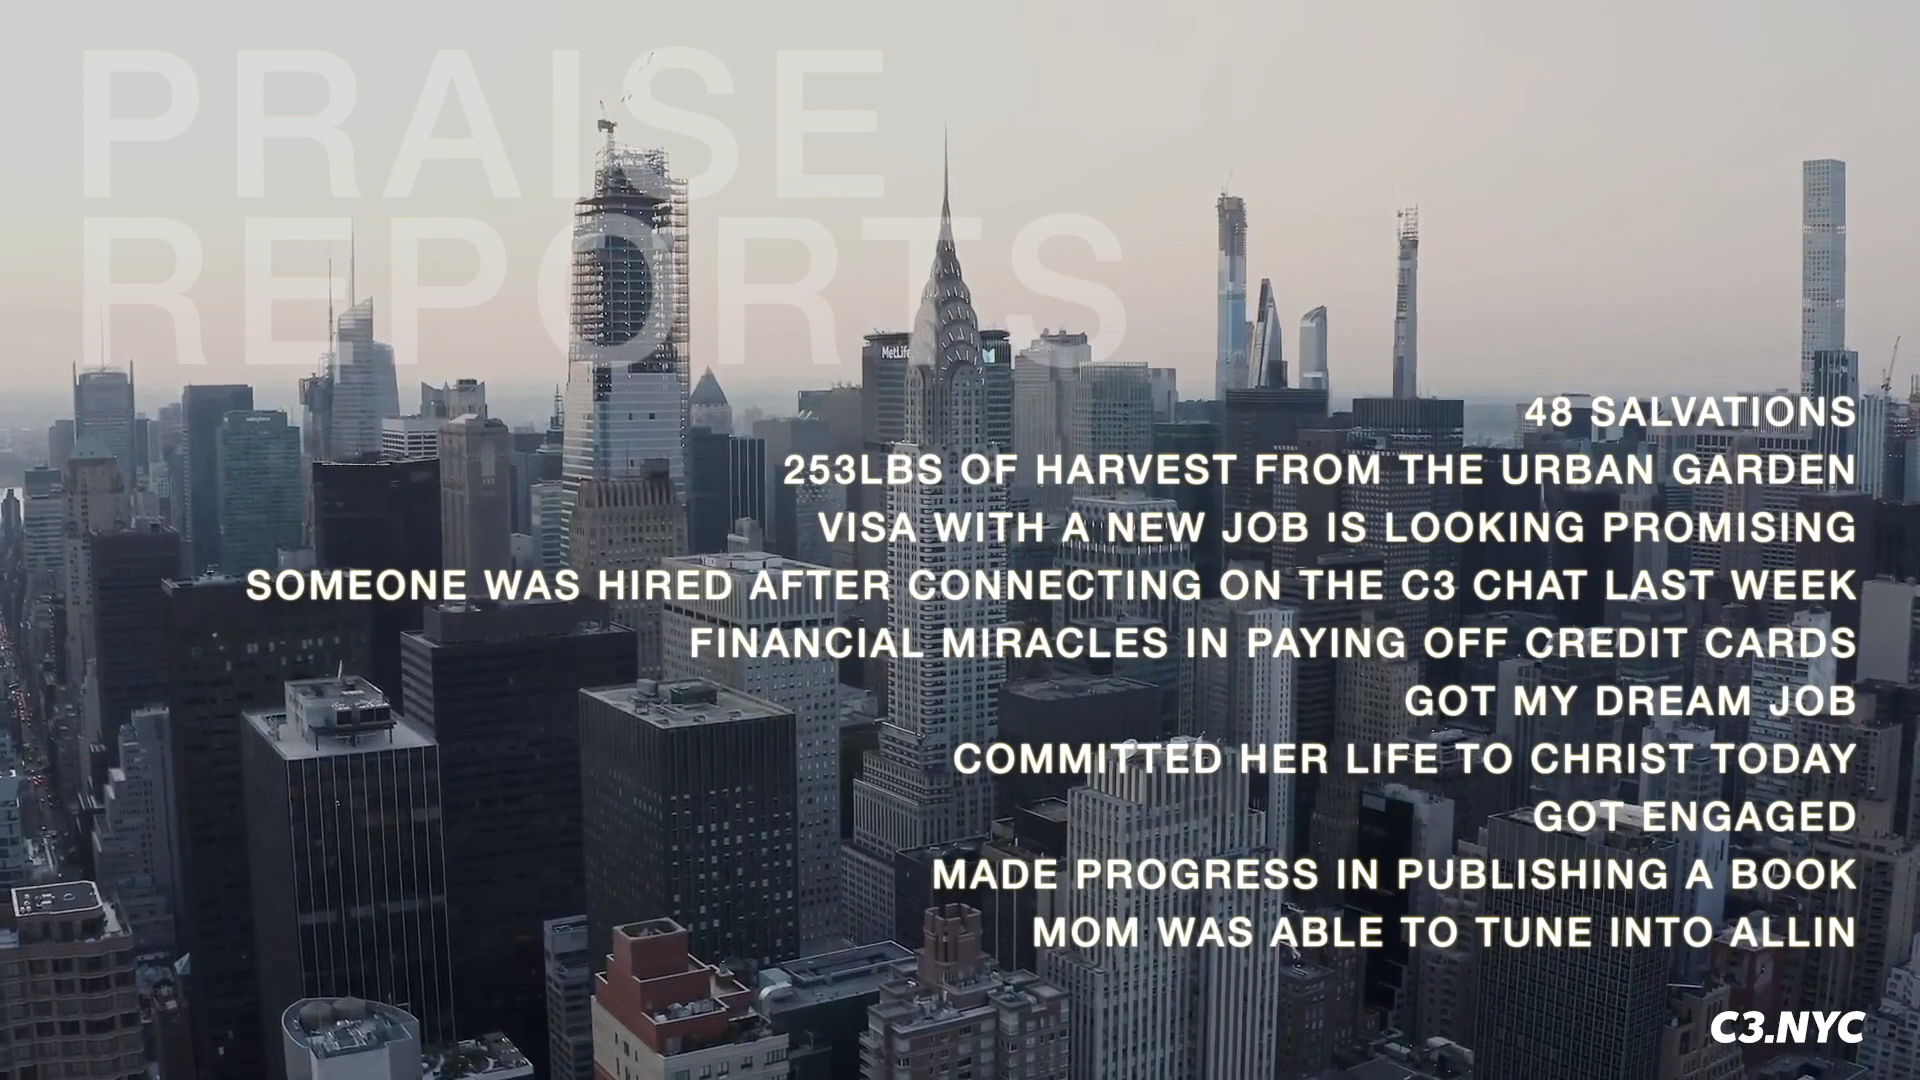 PRAISE
REPORTS
MetLife
48 SALVATIONS
253LBS OF HARVEST FROM THE URBAN GARDEN
VISA WITH A NEW JOB IS LOOKING PROMISING
SOMEONE WAS HIRED AFTER CONNECTING ON THE C3 CHAT LAST WEEK
FINANCIAL MIRACLES IN PAYING OFF CREDIT CARDS
GOT MY DREAM JOB
COMMITTED HER LIFE TO CHRIST TODAY
GOT ENGAGED
MADE PROGRESS IN PUBLISHING A BOOK
MOM WAS ABLE TO TUNE INTO ALLIN
C3.NYC